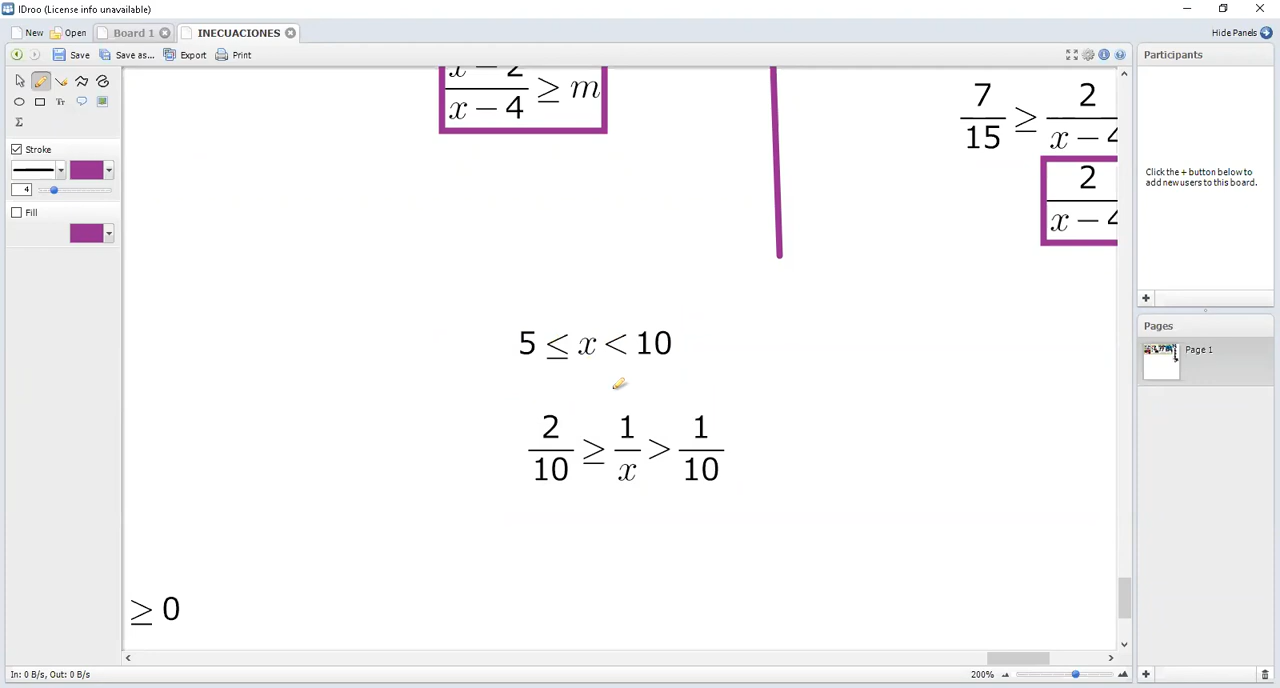 IDroo (License info unavailable)
New Open Board 1 INECUACIONES Hide Panels
Save Save as... Export Print
Participants
Tr
Σ
Stroke
4
Fill
x − 2 / x − 4 ≥ m
7/15 ≥ 2 / x − 4
2 / x − 4
Click the + button below to
add new users to this board.
Pages
Page 1
5 ≤ x < 10
2/10 ≥ 1/x > 1/10
≥ 0
In: 0 B/s, Out: 0 B/s 200%